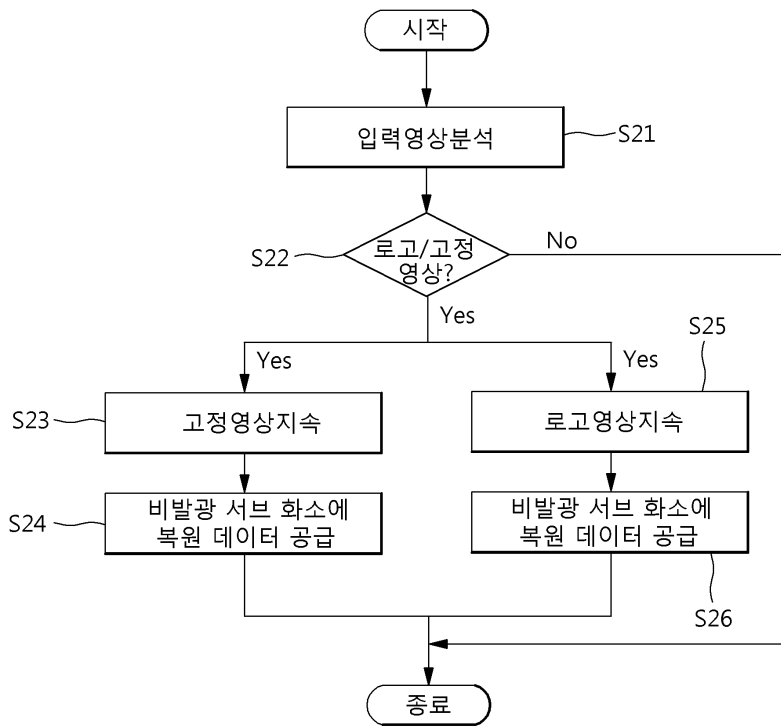 시작
입력영상분석
S21
S22
로고/고정
영상?
No
Yes
S25
Yes
Yes
S23
고정영상지속
로고영상지속
S24
비발광 서브 화소에
복원 데이터 공급
비발광 서브 화소에
복원 데이터 공급
S26
종료